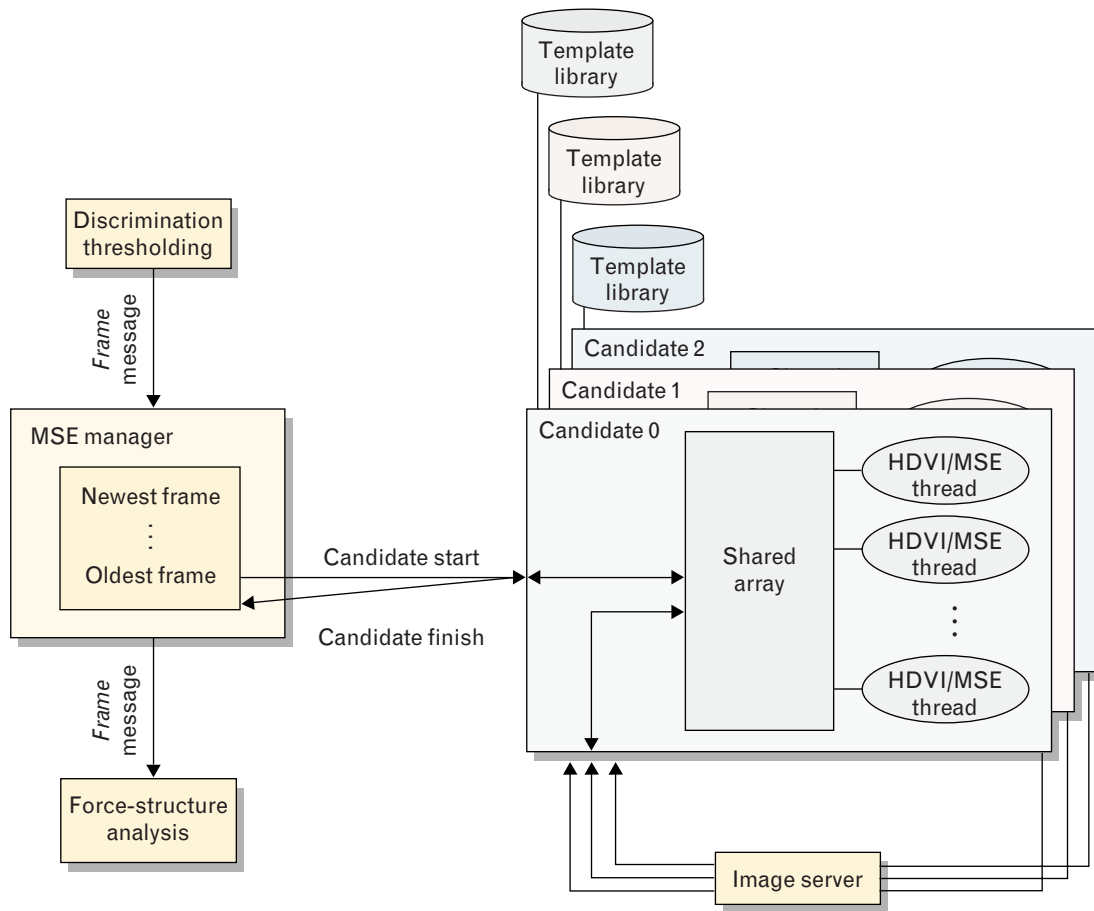 Template
library
Template
library
Template
library
Discrimination
thresholding
Frame
message
MSE manager
Newest frame
Oldest frame
Candidate start
Candidate finish
Frame
message
Force-structure
analysis
Candidate 2
Candidate 1
Candidate 0
Shared
array
HDVI/MSE
thread
HDVI/MSE
thread
HDVI/MSE
thread
Image server